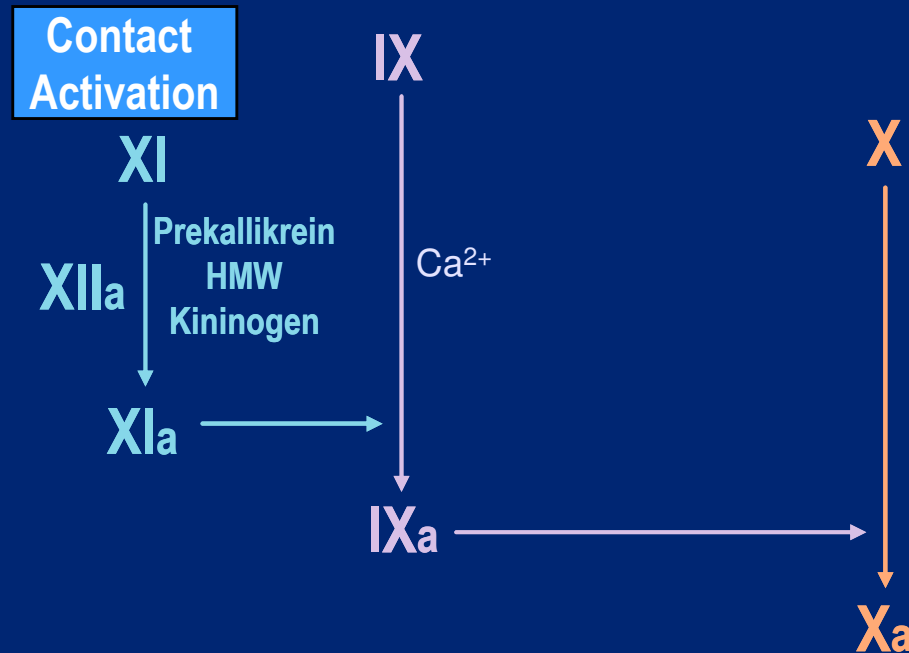 Contact
Activation
IX
X
XI
Prekallikrein
HMW
Kininogen
XIIa
Ca²⁺
XIa
IXa
Xa